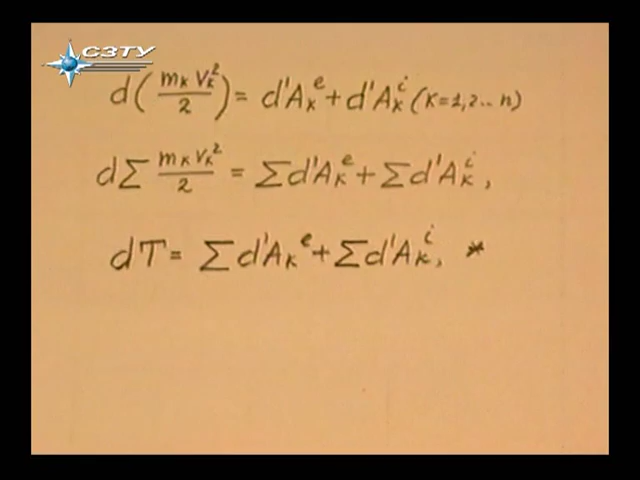 СЗТУ
d(mₖvₖ²/2) = d'Aₖᵉ + d'Aₖⁱ (к=1,2.. n)
dΣ mₖvₖ²/2 = Σd'Aₖᵉ + Σd'Aₖⁱ,
dT = Σd'Aₖᵉ + Σd'Aₖⁱ, *